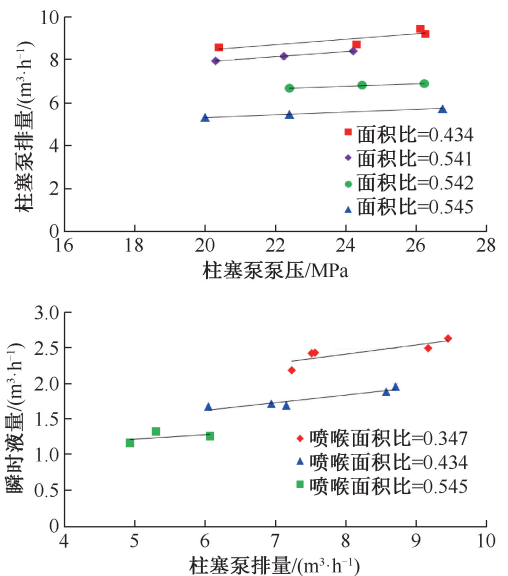 10
8
6
4
2
0
柱塞泵排量/(m³·h⁻¹)
面积比=0.434
面积比=0.541
面积比=0.542
面积比=0.545
16 18 20 22 24 26 28
柱塞泵泵压/MPa
3.0
2.5
2.0
1.5
1.0
0.5
0
瞬时液量/(m³·h⁻¹)
喷喉面积比=0.347
喷喉面积比=0.434
喷喉面积比=0.545
4 5 6 7 8 9 10
柱塞泵排量/(m³·h⁻¹)